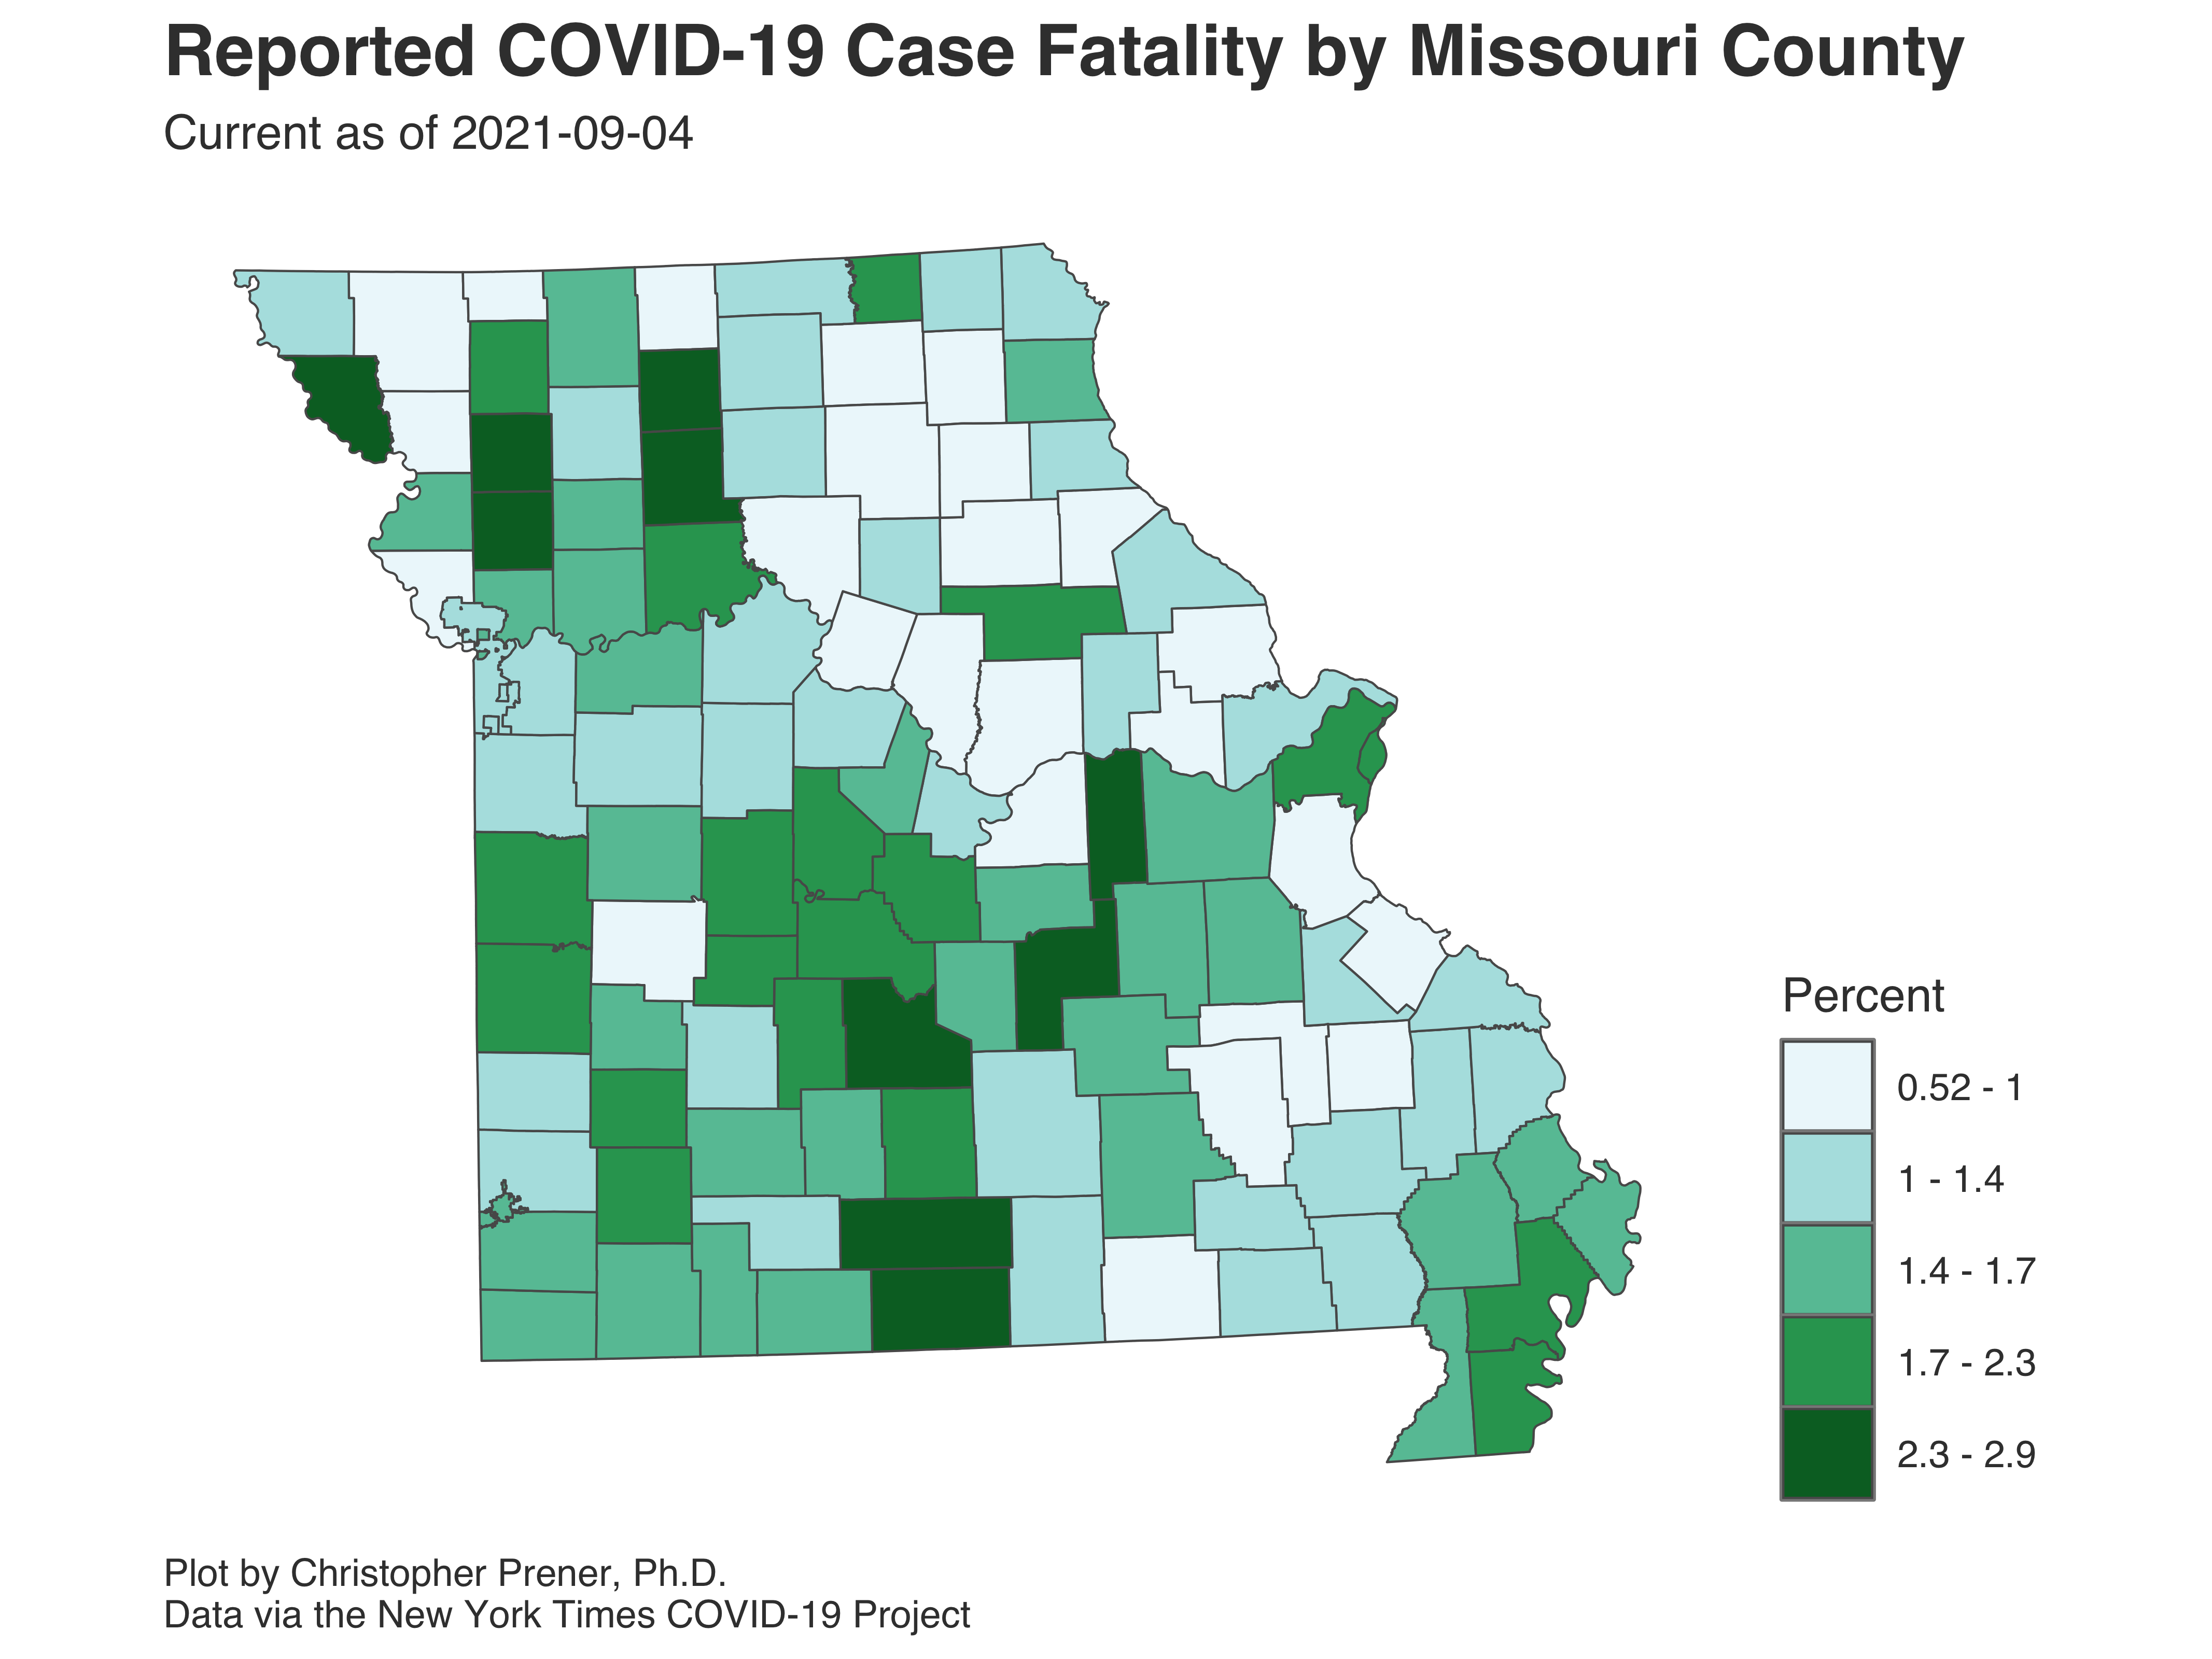 Reported COVID-19 Case Fatality by Missouri County
Current as of 2021-09-04
Percent
0.52 - 1
1 - 1.4
1.4 - 1.7
1.7 - 2.3
2.3 - 2.9
Plot by Christopher Prener, Ph.D.
Data via the New York Times COVID-19 Project